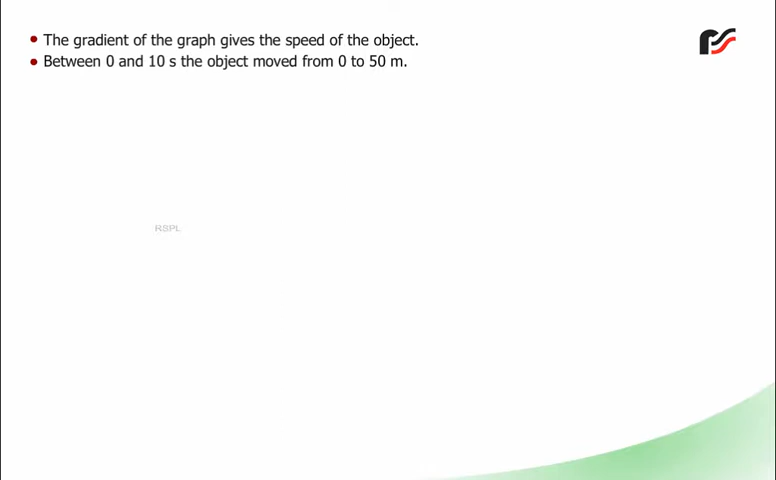 • The gradient of the graph gives the speed of the object.
• Between 0 and 10 s the object moved from 0 to 50 m.
RSPL